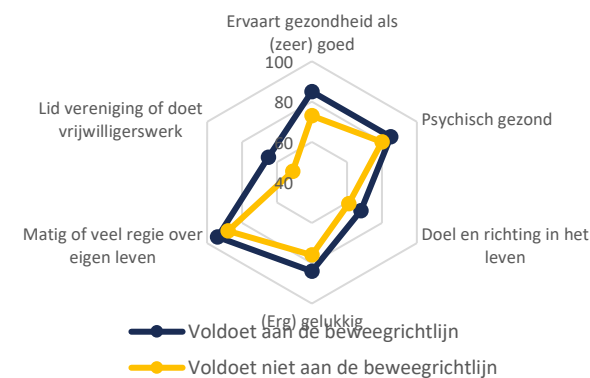 Ervaart gezondheid als
(zeer) goed
100
80
60
40
Psychisch gezond
Doel en richting in het
leven
(Erg) gelukkig
Matig of veel regie over
eigen leven
Lid vereniging of doet
vrijwilligerswerk
Voldoet aan de beweegrichtlijn
Voldoet niet aan de beweegrichtlijn